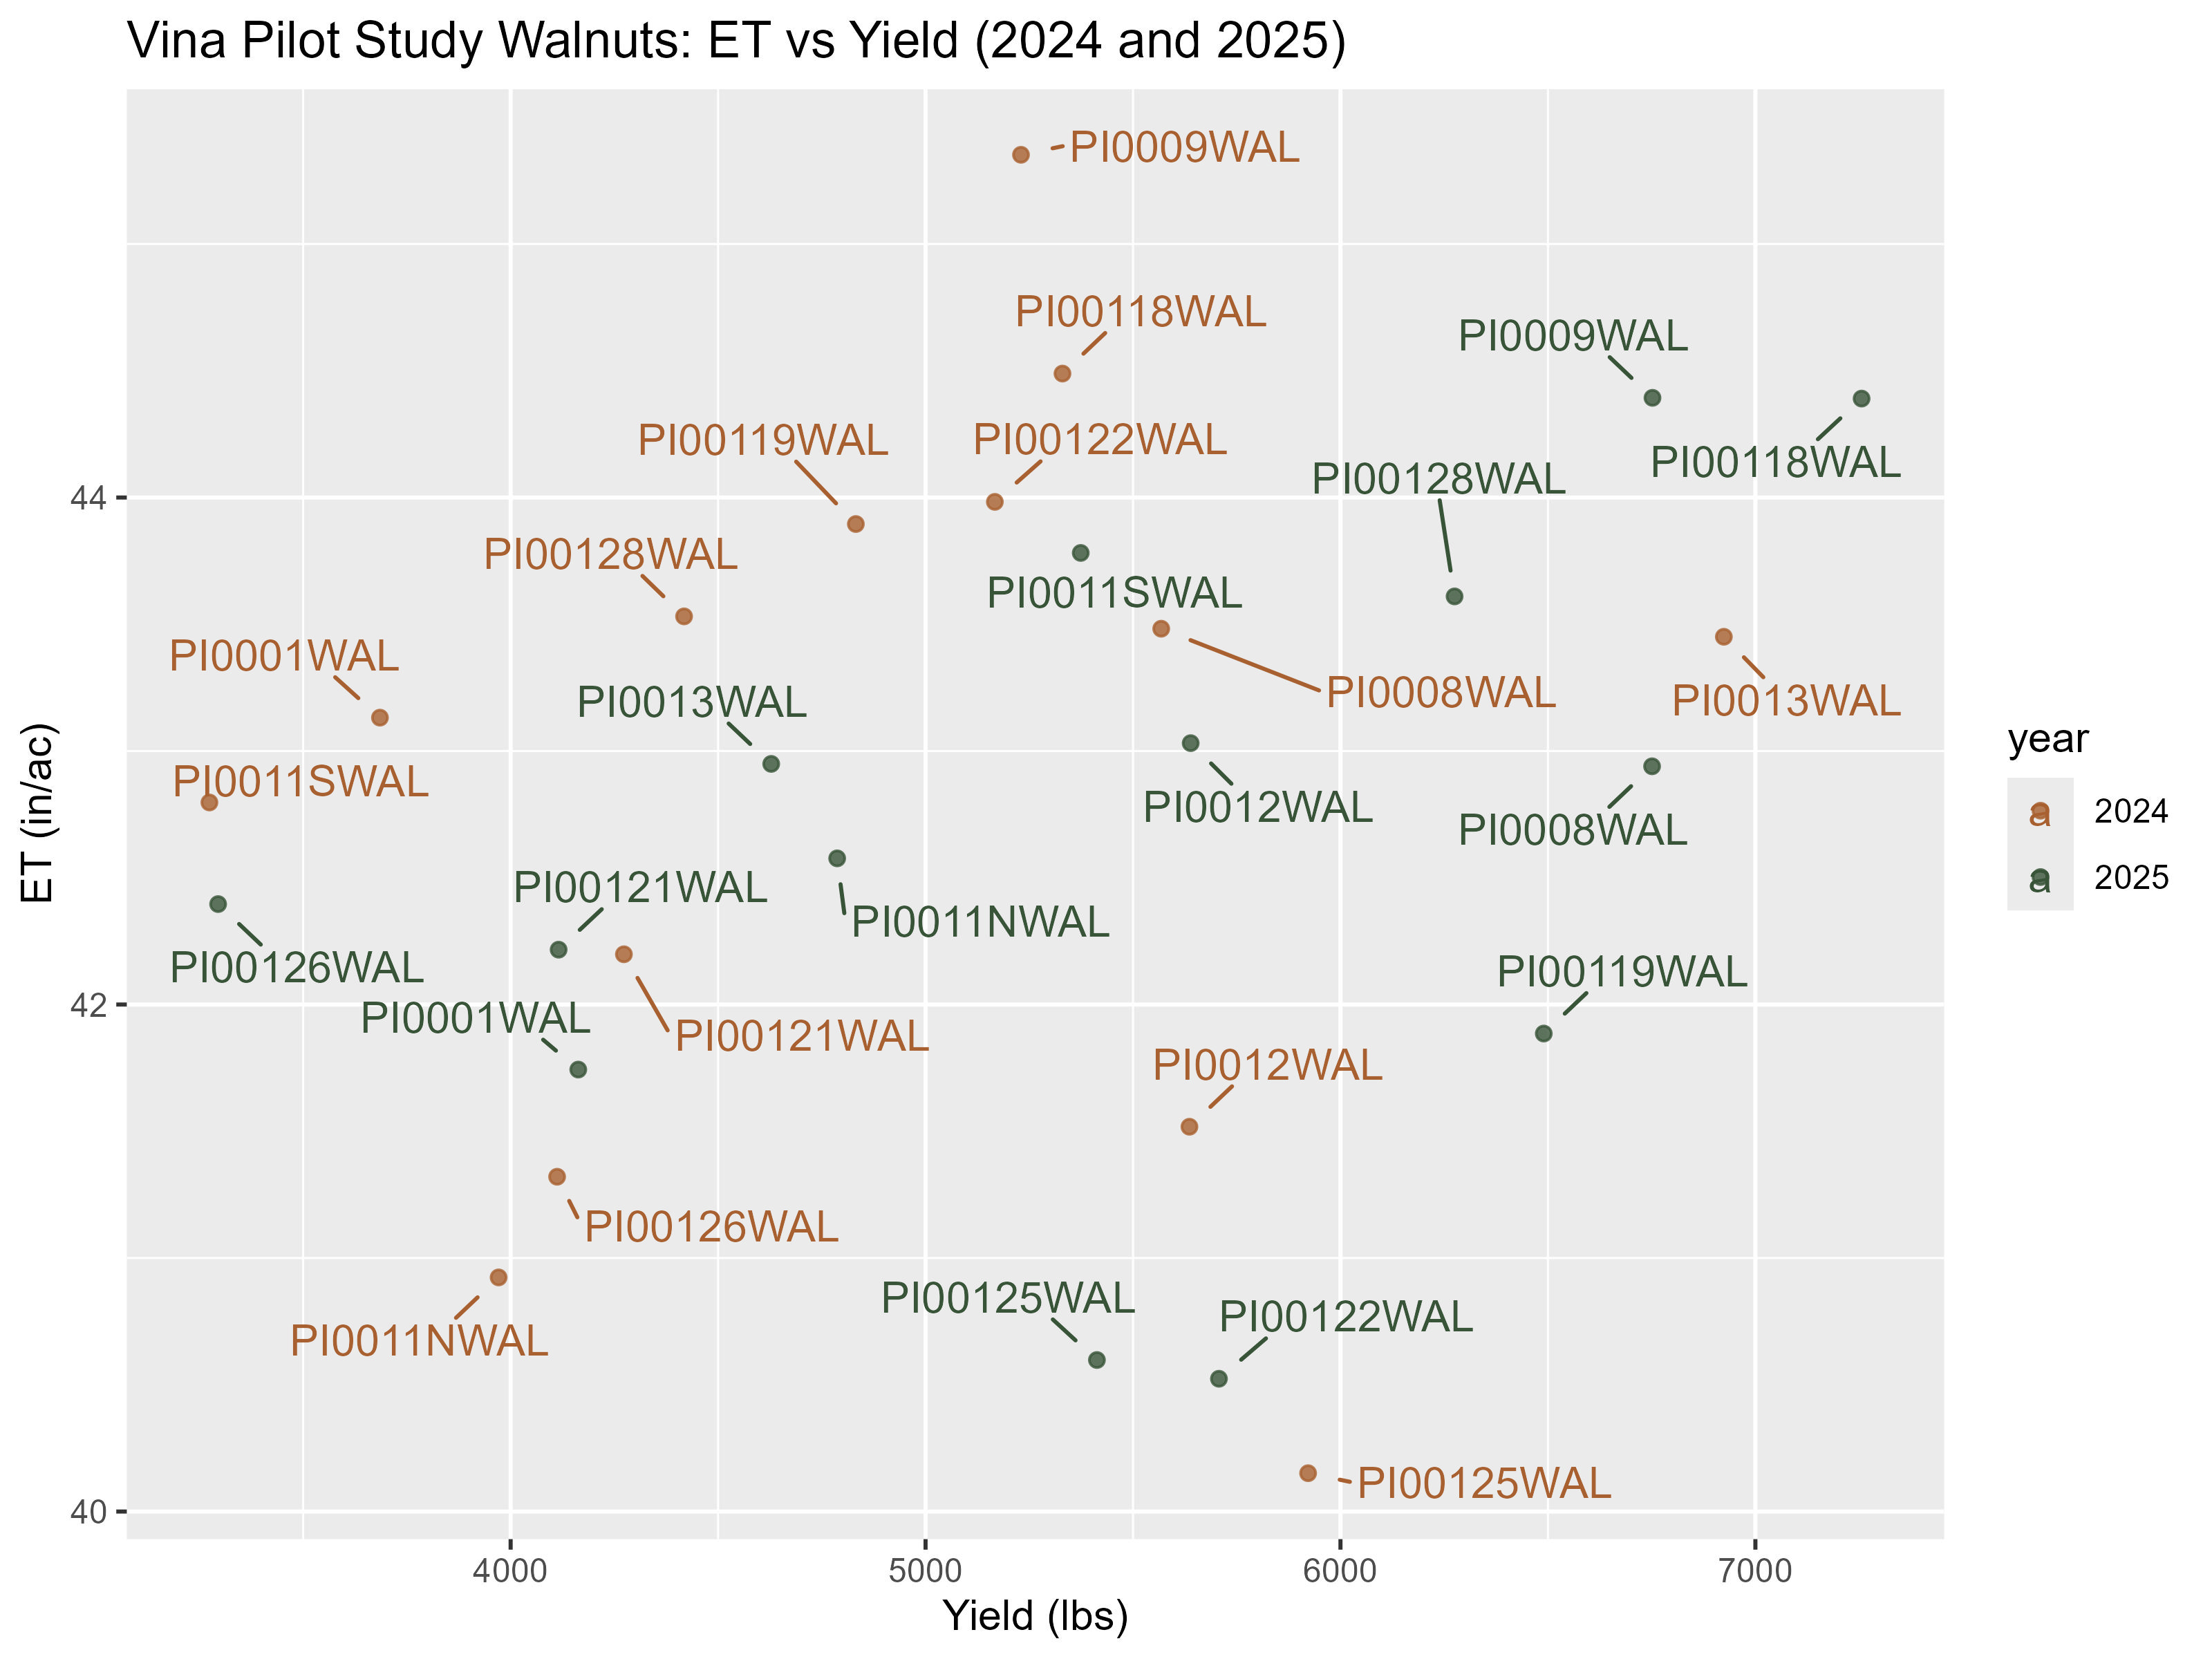 Vina Pilot Study Walnuts: ET vs Yield (2024 and 2025)
PI0009WAL
PI00118WAL
PI0009WAL
PI00119WAL
PI00122WAL
PI00118WAL
PI00128WAL
44
PI00128WAL
PI0011SWAL
PI0001WAL
PI0008WAL
PI0013WAL
PI0013WAL
PI0011SWAL
PI0012WAL
PI0008WAL
PI00121WAL
PI0011NWAL
PI00126WAL
PI00119WAL
42
PI0001WAL
PI00121WAL
PI0012WAL
PI00126WAL
PI00125WAL
PI00122WAL
PI0011NWAL
PI00125WAL
40
4000 5000 6000 7000
Yield (lbs)
ET (in/ac)
year
a 2024
a 2025